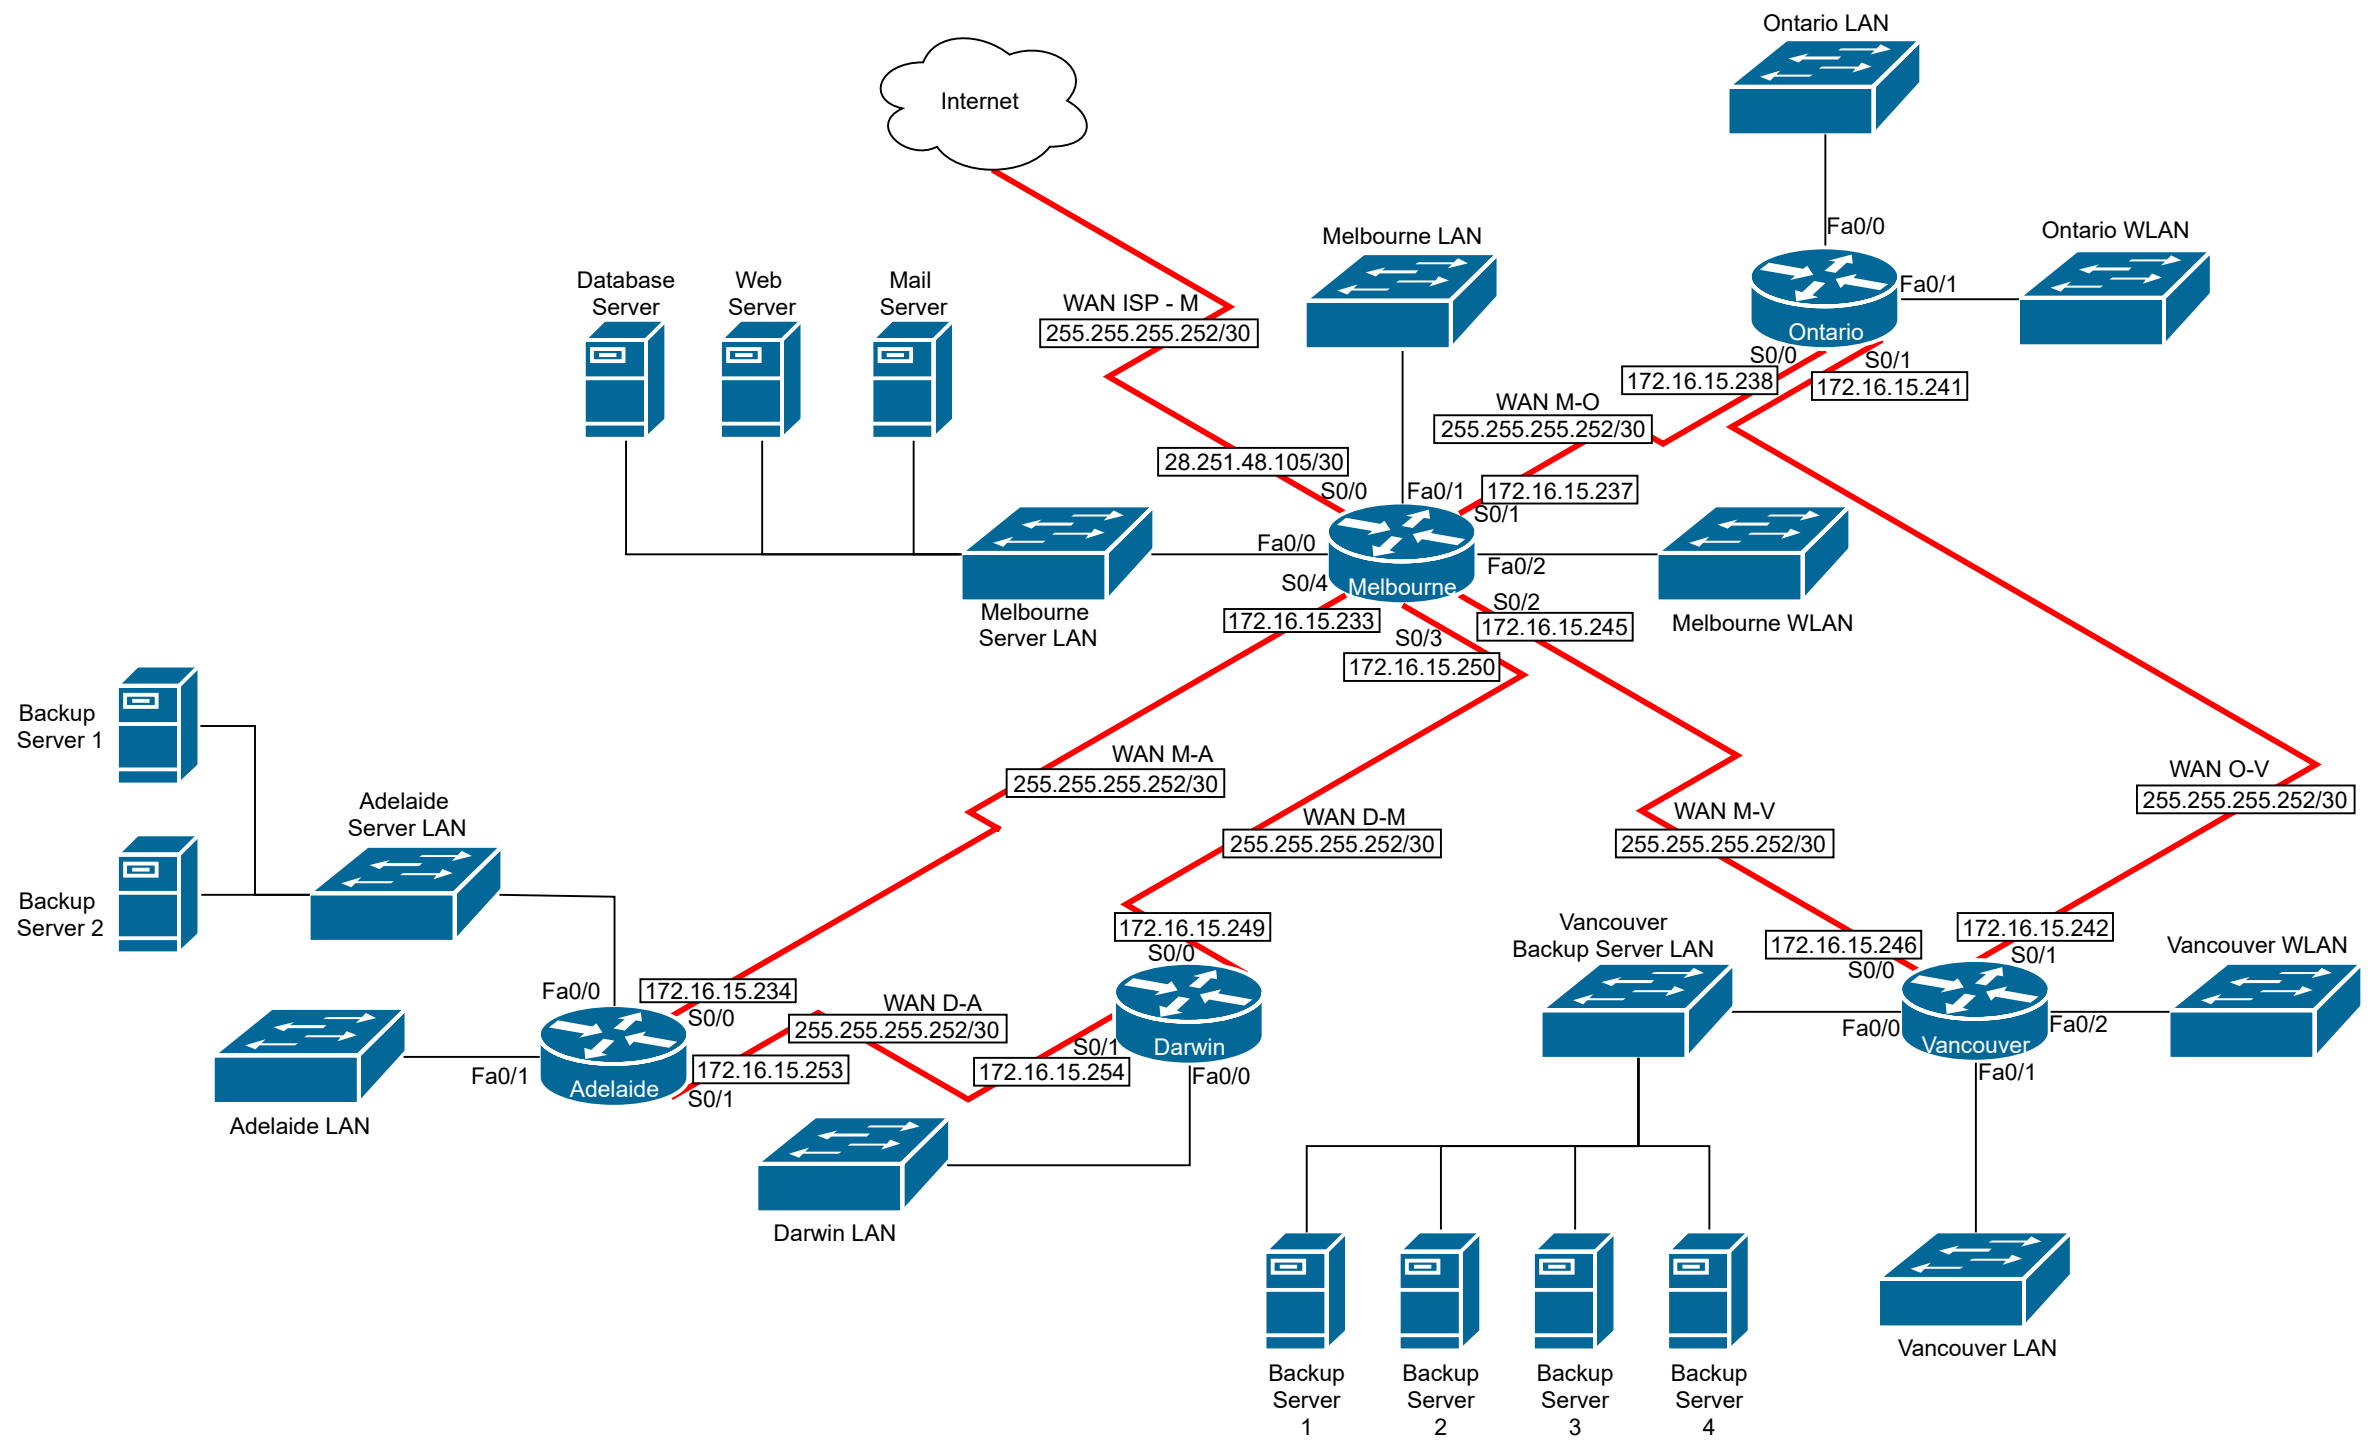 Ontario LAN
Internet
Fa0/0
Ontario WLAN
Melbourne LAN
Database
Server
Web
Server
Mail
Server
Fa0/1
WAN ISP - M
255.255.255.252/30
Ontario
S0/0
S0/1
172.16.15.238
172.16.15.241
WAN M-O
255.255.255.252/30
28.251.48.105/30
S0/0
Fa0/1
172.16.15.237
S0/1
Fa0/0
Fa0/2
S0/4
Melbourne
S0/2
172.16.15.233
172.16.15.245
Melbourne
Server LAN
S0/3
172.16.15.250
Melbourne WLAN
Backup
Server 1
WAN M-A
255.255.255.252/30
WAN O-V
255.255.255.252/30
Adelaide
Server LAN
WAN D-M
255.255.255.252/30
WAN M-V
255.255.255.252/30
Backup
Server 2
172.16.15.249
S0/0
Vancouver
Backup Server LAN
172.16.15.246
S0/0
172.16.15.242
S0/1
Vancouver WLAN
Fa0/0
172.16.15.234
S0/0
WAN D-A
255.255.255.252/30
Fa0/0
Fa0/2
S0/1
Darwin
Vancouver
172.16.15.253
172.16.15.254
Fa0/0
Fa0/1
Fa0/1
Adelaide
S0/1
Adelaide LAN
Darwin LAN
Vancouver LAN
Backup
Server
1
Backup
Server
2
Backup
Server
3
Backup
Server
4